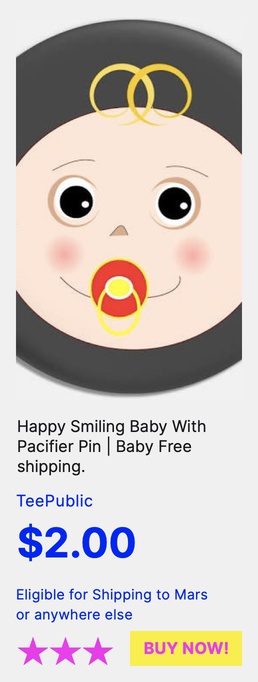 Happy Smiling Baby With
Pacifier Pin | Baby Free
shipping.
TeePublic
$2.00
Eligible for Shipping to Mars
or anywhere else
BUY NOW!